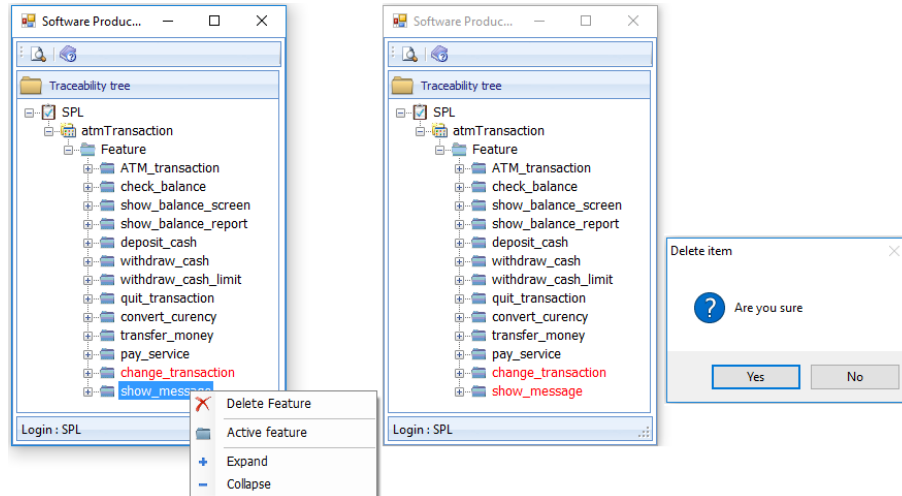 Software Produc...
Traceability tree
SPL
atmTransaction
Feature
ATM_transaction
check_balance
show_balance_screen
show_balance_report
deposit_cash
withdraw_cash
withdraw_cash_limit
quit_transaction
convert_curency
transfer_money
pay_service
change_transaction
show_message
Login : SPL
Delete Feature
Active feature
Expand
Collapse
Software Produc...
Traceability tree
SPL
atmTransaction
Feature
ATM_transaction
check_balance
show_balance_screen
show_balance_report
deposit_cash
withdraw_cash
withdraw_cash_limit
quit_transaction
convert_curency
transfer_money
pay_service
change_transaction
show_message
Login : SPL
Delete item
Are you sure
Yes No